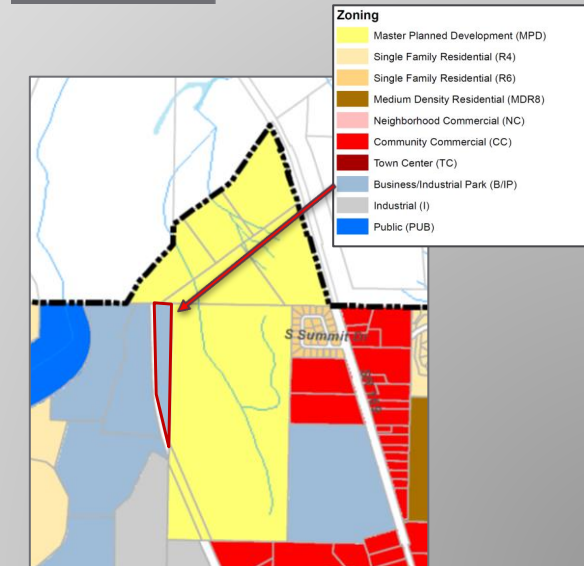 Zoning
Master Planned Development (MPD)
Single Family Residential (R4)
Single Family Residential (R6)
Medium Density Residential (MDR8)
Neighborhood Commercial (NC)
Community Commercial (CC)
Town Center (TC)
Business/Industrial Park (B/IP)
Industrial (I)
Public (PUB)
S Summit Dr